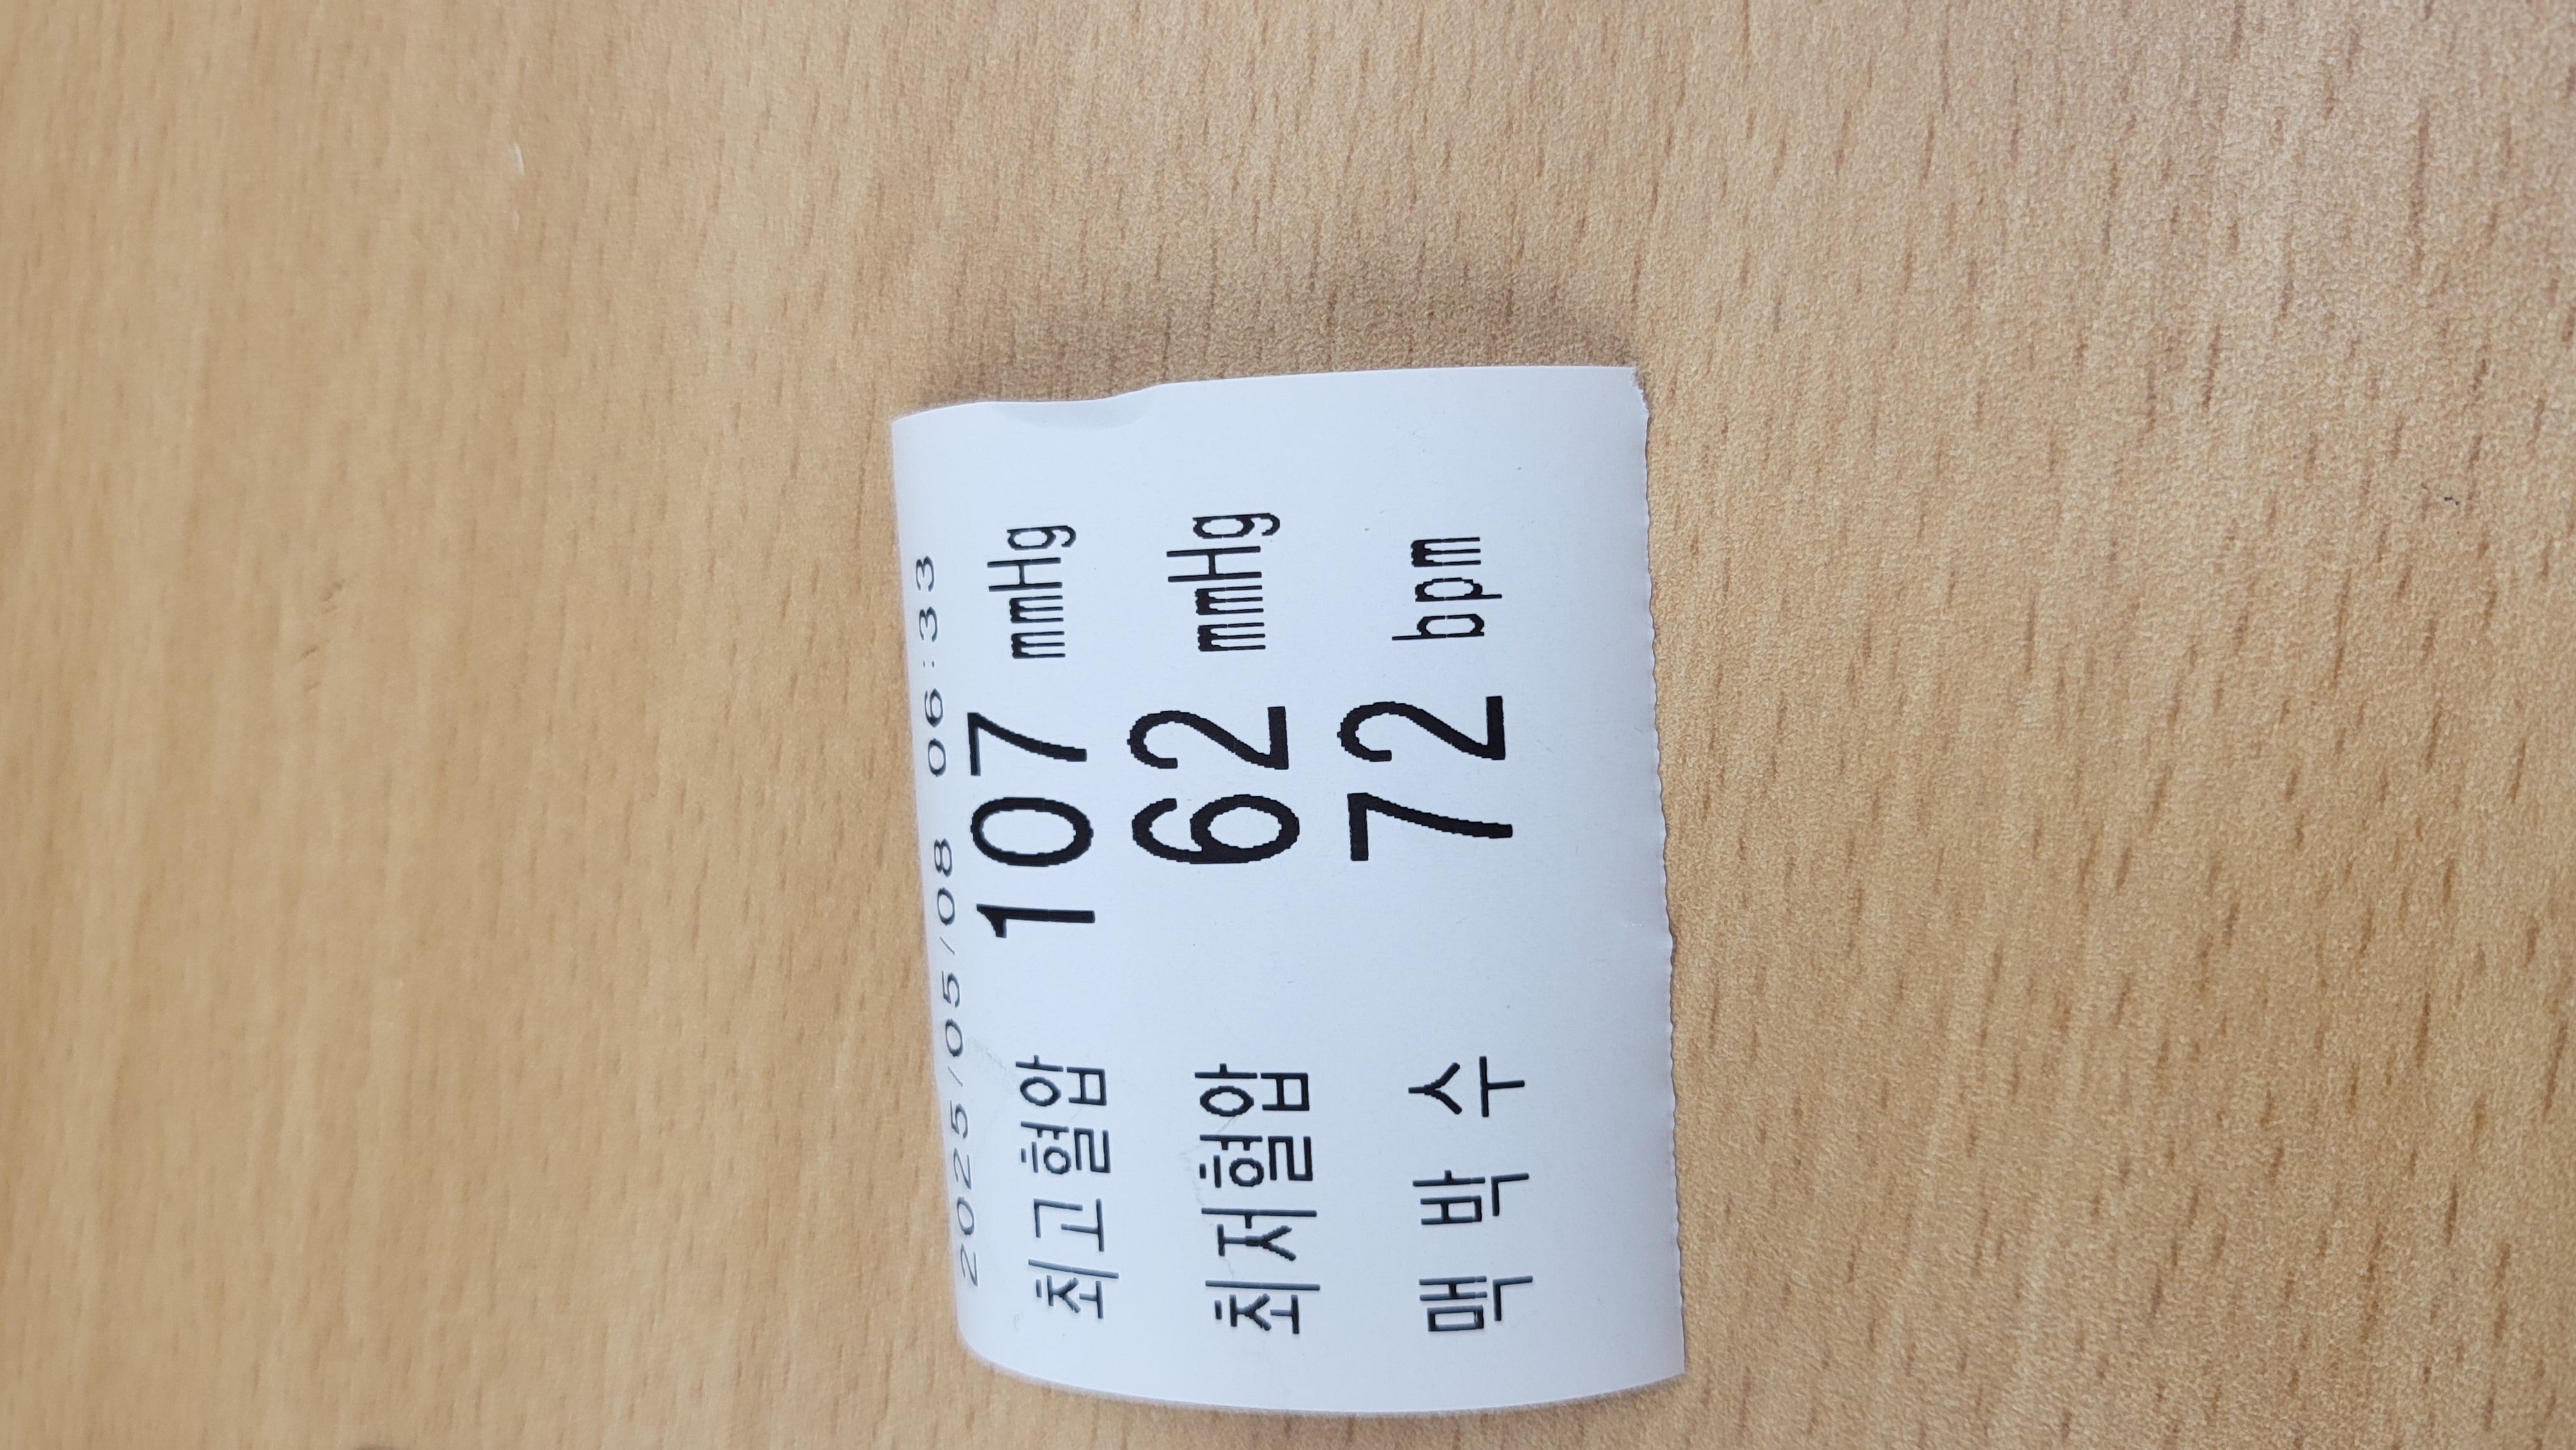 2025/05/08 06:33
최고혈압 107 mmHg
최저혈압 62 mmHg
맥 박 수 72 bpm